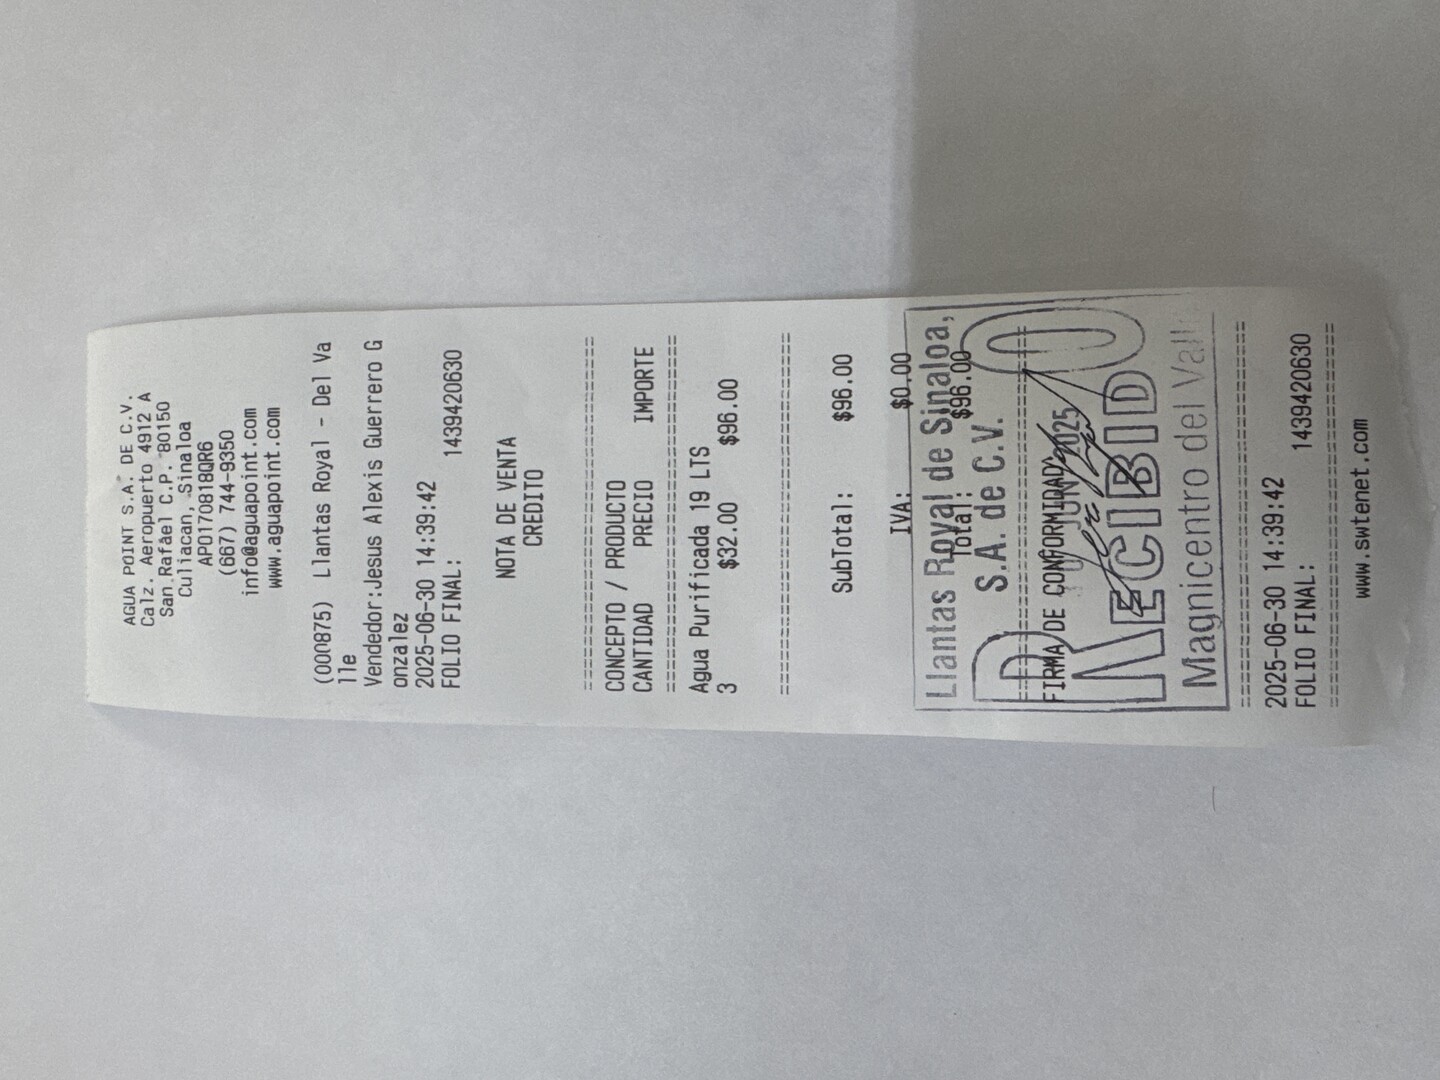 AGUA POINT S.A. DE C.V.
Calz. Aeropuerto 4912 A
San Rafael C.P. 80150
Culiacan, Sinaloa
APO170818QR6
(667) 744-9350
info@aguapoint.com
www.aguapoint.com
(000875) Llantas Royal - Del Va
lle
Vendedor:Jesus Alexis Guerrero G
onzalez
2025-06-30 14:39:42
FOLIO FINAL: 1439420630
NOTA DE VENTA
CREDITO
================================
CONCEPTO / PRODUCTO
CANTIDAD PRECIO IMPORTE
================================
Agua Purificada 19 LTS
3 $32.00 $96.00
================================
SubTotal: $96.00
IVA: $0.00
Total: $96.00
Llantas Royal de Sinaloa,
S.A. de C.V.
================================
FIRMA DE CONFORMIDAD
30 JUN 2025
RECIBIDO
Magnicentro del Valle
================================
2025-06-30 14:39:42
FOLIO FINAL: 1439420630
================================
www.swtenet.com